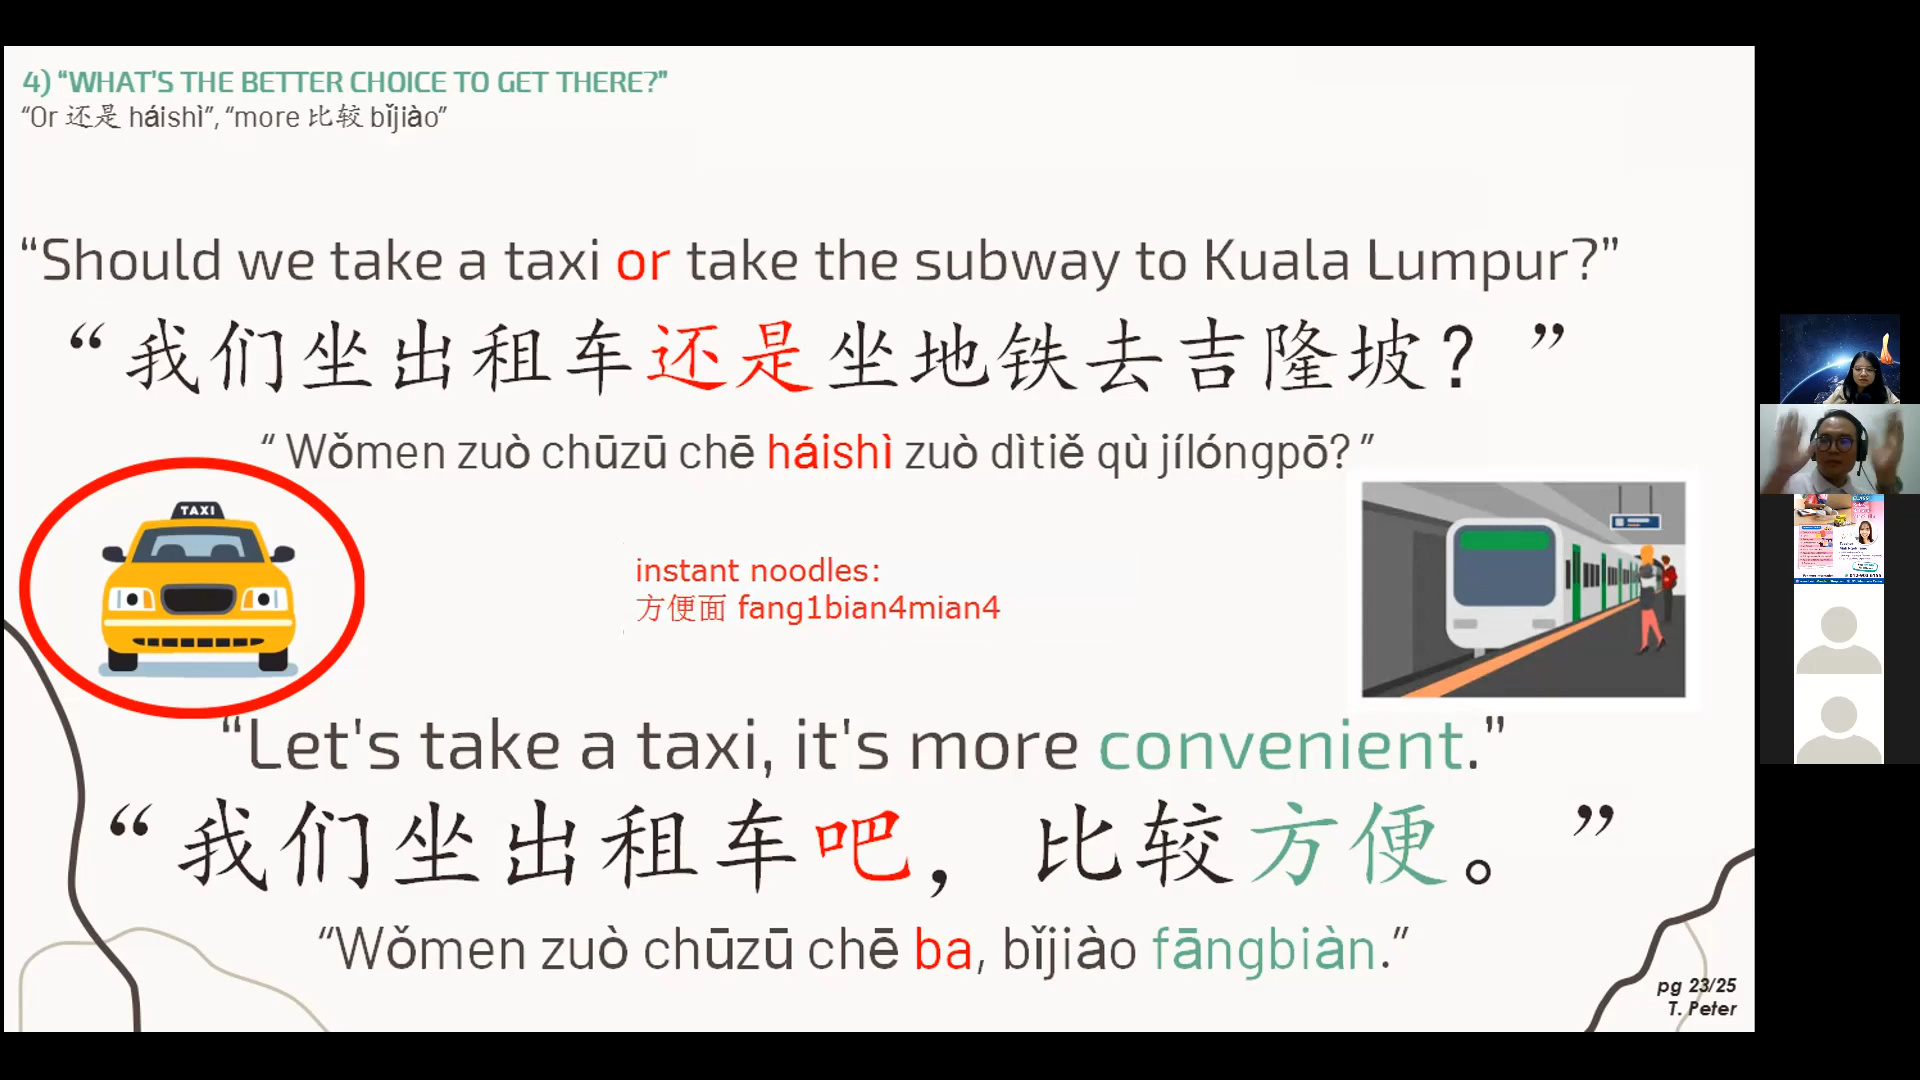 4) “WHAT’S THE BETTER CHOICE TO GET THERE?”
“Or 还是 háishì”, “more 比较 bǐjiào”
“Should we take a taxi or take the subway to Kuala Lumpur?”
“我们坐出租车还是坐地铁去吉隆坡？”
“ Wǒmen zuò chūzū chē háishì zuò dìtiě qù jílóngpō? ”
TAXI
instant noodles:
方便面 fang1bian4mian4
“Let's take a taxi, it's more convenient.”
“我们坐出租车吧，比较方便。”
“Wǒmen zuò chūzū chē ba, bǐjiào fāngbiàn.”
pg 23/25
T. Peter